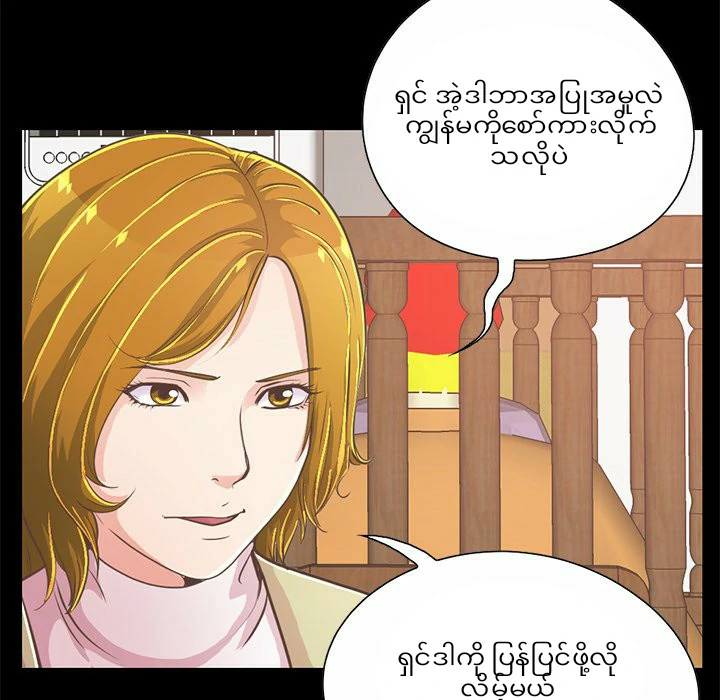 ရှင် အဲ့ဒါဘာအပြုအမူလဲ
ကျွန်မကိုစော်ကားလိုက်
သလိုပဲ
ရှင်ဒါကို ပြန်ပြင်ဖို့လို
လိမ့်မယ်